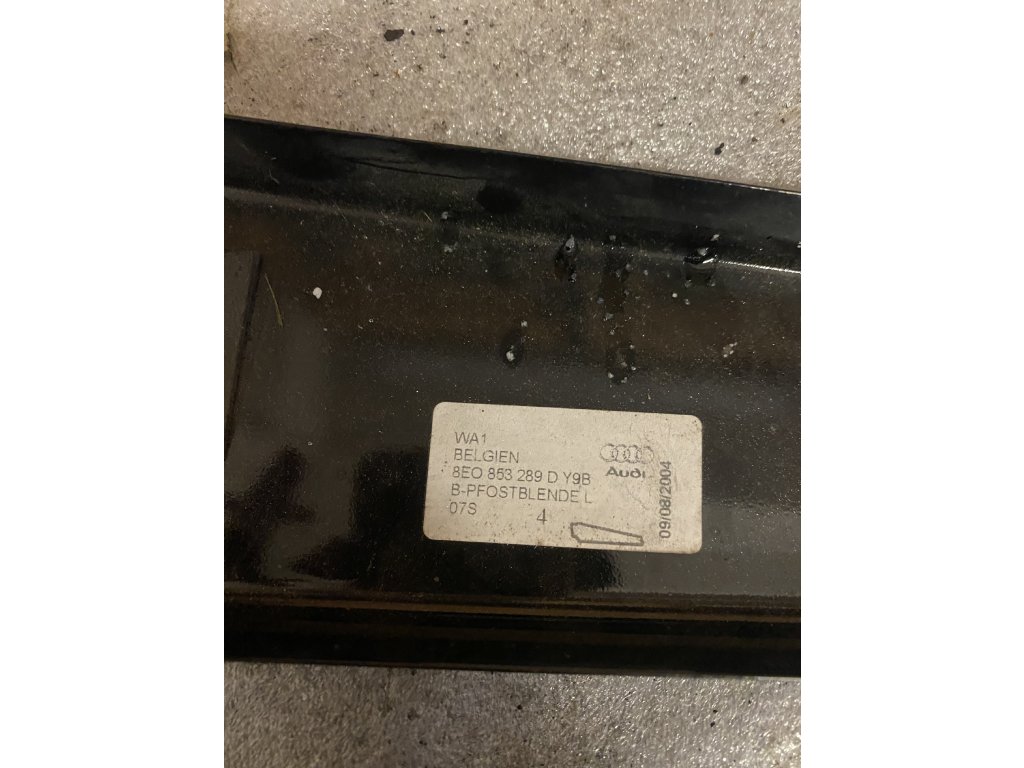 WA1
BELGIEN
8E0 853 289 D Y9B
B-PFOSTBLENDE L
07S
4
Audi
09/08/2004